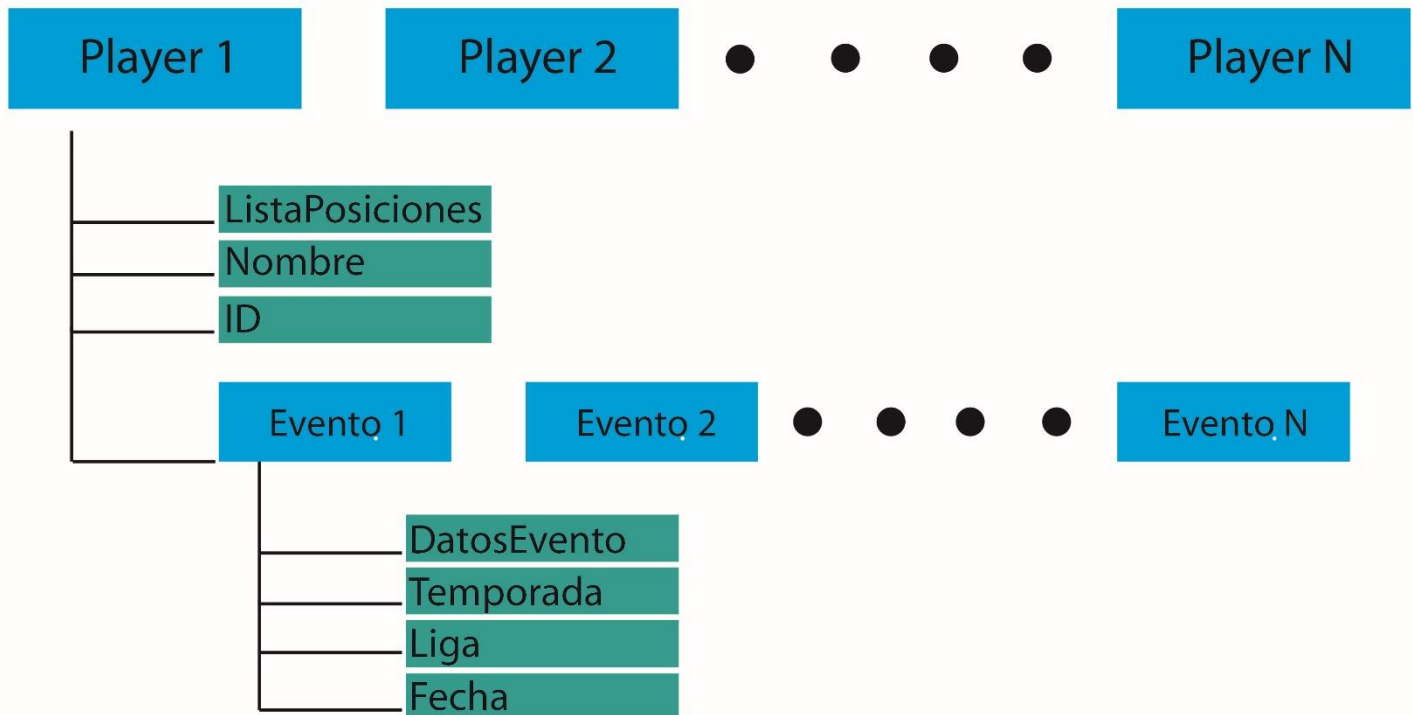 Player 1 Player 2 Player N
ListaPosiciones
Nombre
ID
Evento 1 Evento 2 Evento N
DatosEvento
Temporada
Liga
Fecha